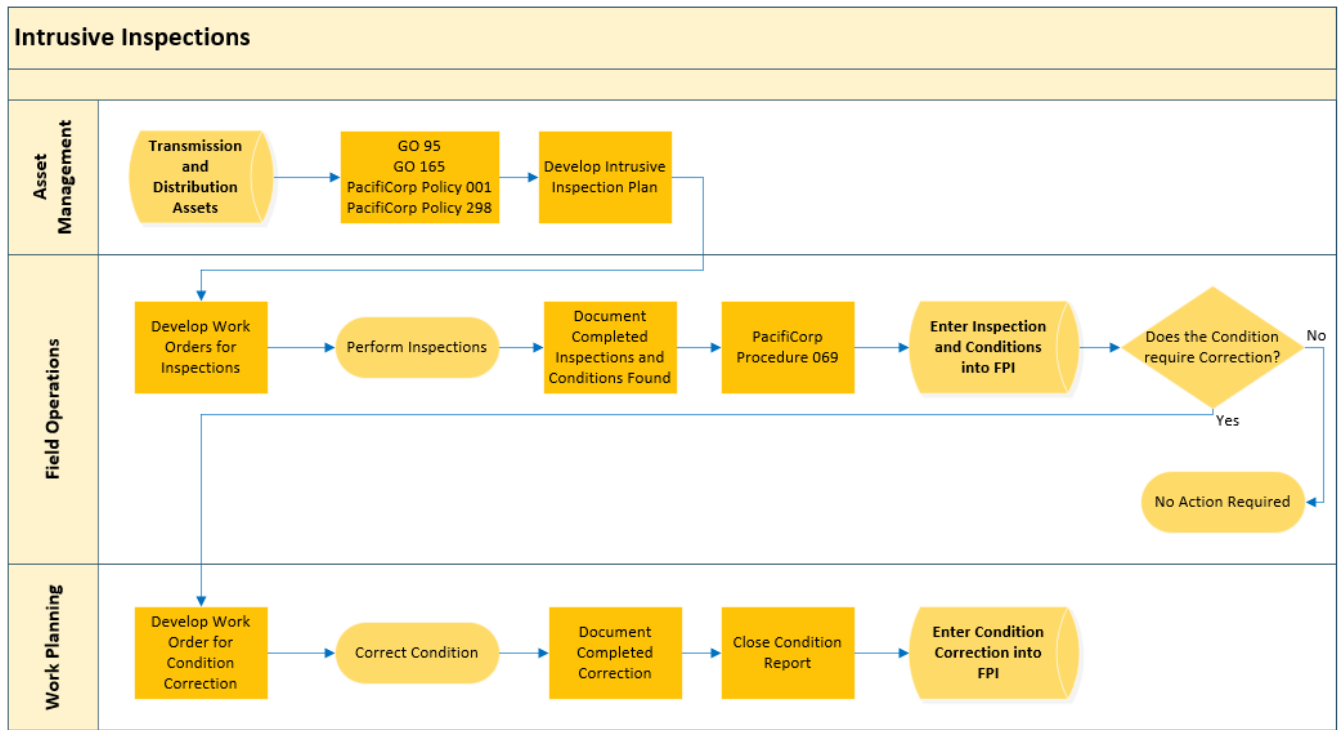 Intrusive Inspections
Asset
Management
Transmission
and
Distribution
Assets
GO 95
GO 165
PacifiCorp Policy 001
PacifiCorp Policy 298
Develop Intrusive
Inspection Plan
Field Operations
Develop Work
Orders for
Inspections
Perform Inspections
Document
Completed
Inspections and
Conditions Found
PacifiCorp
Procedure 069
Enter Inspection
and Conditions
into FPI
Does the Condition
require Correction?
No
Yes
No Action Required
Work Planning
Develop Work
Order for
Condition
Correction
Correct Condition
Document
Completed
Correction
Close Condition
Report
Enter Condition
Correction into
FPI